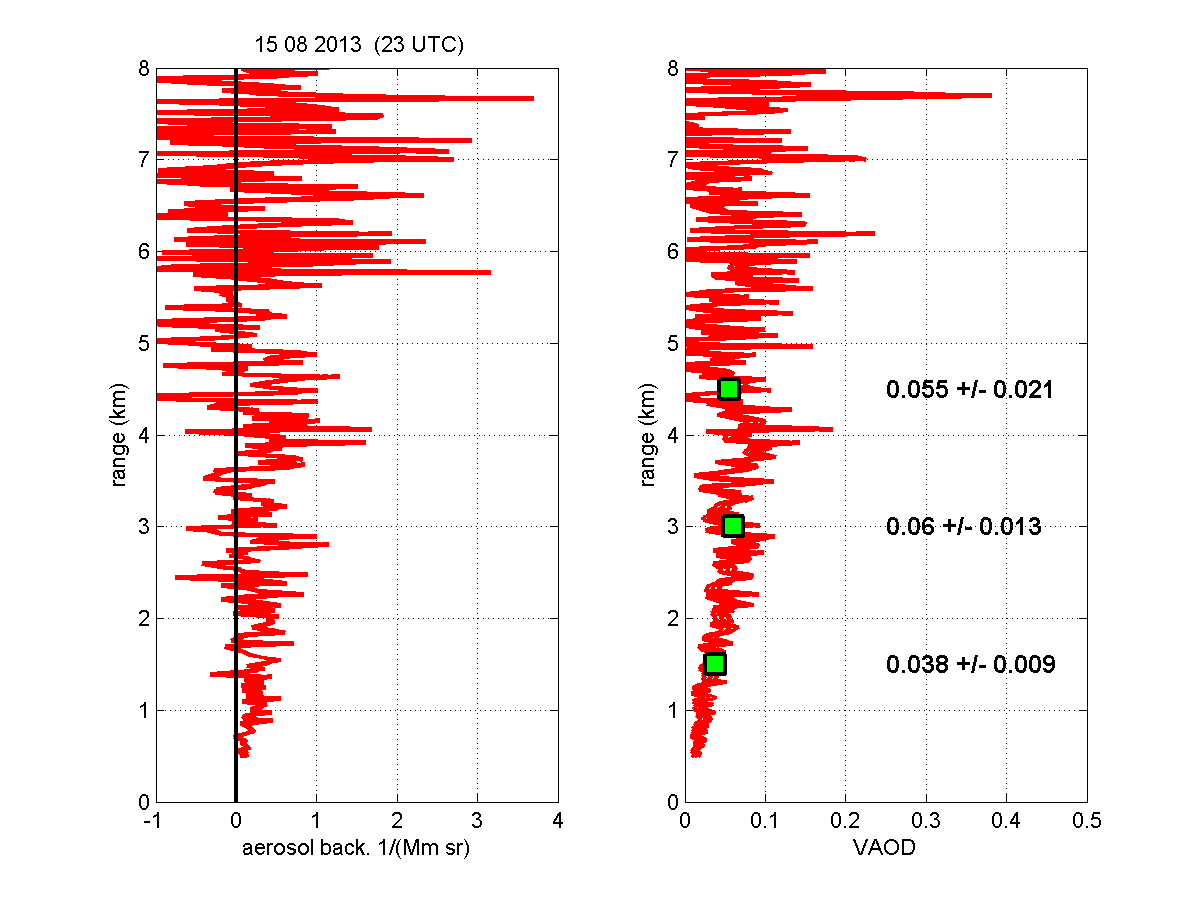 15 08 2013  (23 UTC)
8
7
6
5
4
3
2
1
0
range (km)
-1 0 1 2 3 4
aerosol back. 1/(Mm sr)
8
7
6
5
4
3
2
1
0
range (km)
0.055 +/- 0.021
0.06 +/- 0.013
0.038 +/- 0.009
0 0.1 0.2 0.3 0.4 0.5
VAOD